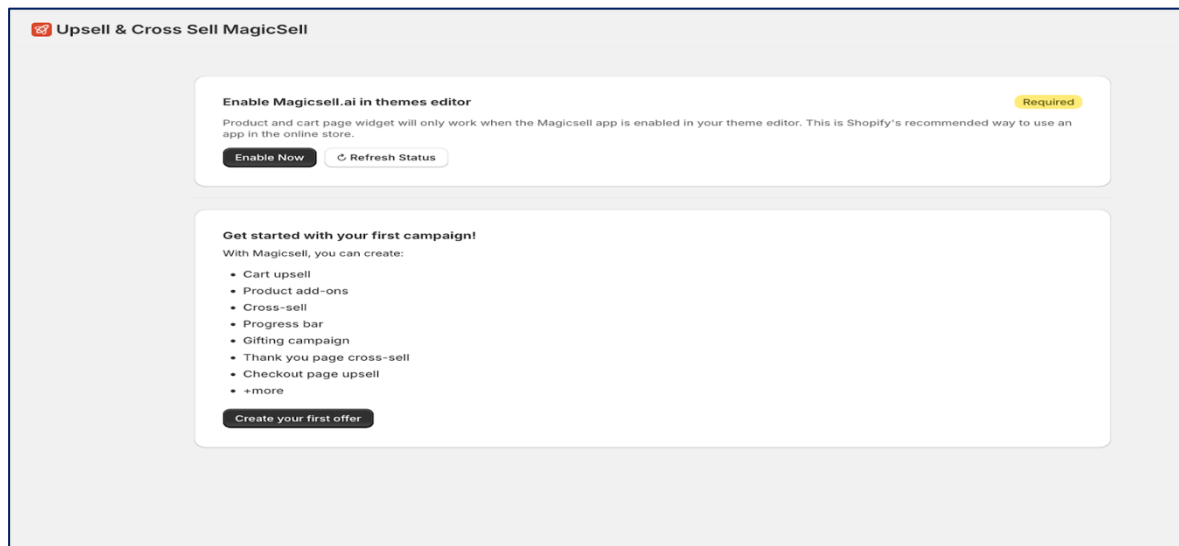 Upsell & Cross Sell MagicSell
Enable Magicsell.ai in themes editor
Required
Product and cart page widget will only work when the Magicsell app is enabled in your theme editor. This is Shopify's recommended way to use an
app in the online store.
Enable Now
Refresh Status
Get started with your first campaign!
With Magicsell, you can create:
• Cart upsell
• Product add-ons
• Cross-sell
• Progress bar
• Gifting campaign
• Thank you page cross-sell
• Checkout page upsell
• +more
Create your first offer